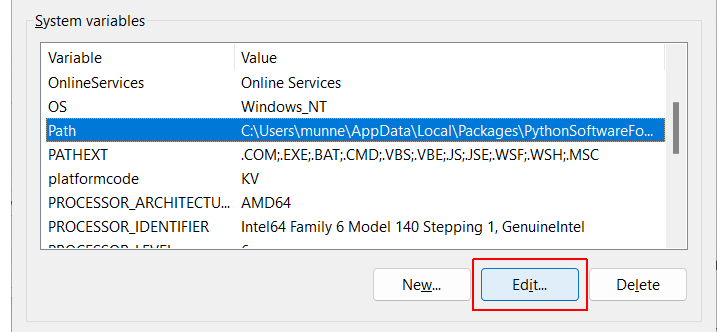 System variables
Variable Value
OnlineServices Online Services
OS Windows_NT
Path C:\Users\munne\AppData\Local\Packages\PythonSoftwareFo...
PATHEXT .COM;.EXE;.BAT;.CMD;.VBS;.VBE;.JS;.JSE;.WSF;.WSH;.MSC
platformcode KV
PROCESSOR_ARCHITECTU... AMD64
PROCESSOR_IDENTIFIER Intel64 Family 6 Model 140 Stepping 1, GenuineIntel
PROCESSOR_LEVEL 6
New... Edit... Delete